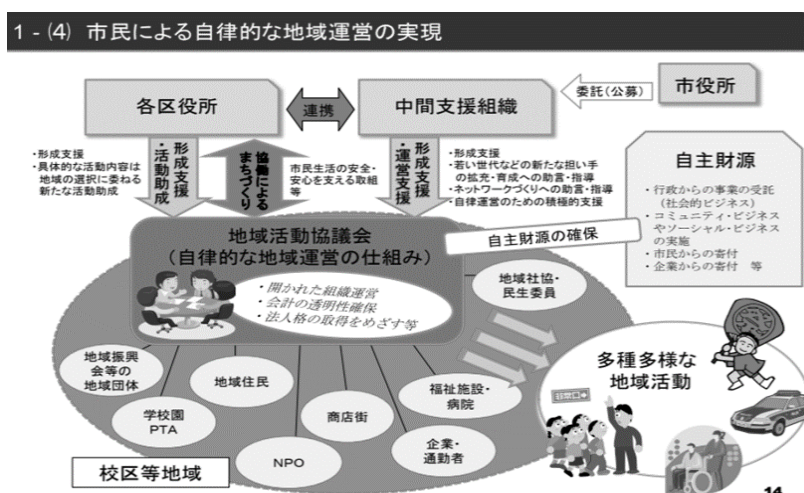 1 - ⑷ 市民による自律的な地域運営の実現
各区役所
連携
中間支援組織
委託(公募)
市役所
・形成支援
・具体的な活動内容は
地域の選択に委ねる
新たな活動助成
形成支援
・活動助成
協働による
まちづくり
市民生活の安全・
安心を支える取組
等
形成支援
・運営支援
・形成支援
・若い世代などの新たな担い手
の拡充・育成への助言・指導
・ネットワークづくりへの助言・指導
・自律運営のための積極的支援
自主財源
・行政からの事業の受託
(社会的ビジネス)
・コミュニティ・ビジネス
やソーシャル・ビジネス
の実施
・市民からの寄付
・企業からの寄付 等
地域活動協議会
(自律的な地域運営の仕組み)
自主財源の確保
・開かれた組織運営
・会計の透明性確保
・法人格の取得をめざす等
地域社協・
民生委員
地域振興
会等の
地域団体
地域住民
学校園
PTA
NPO
商店街
福祉施設・
病院
企業・
通勤者
多種多様な
地域活動
非常口
校区等地域
14